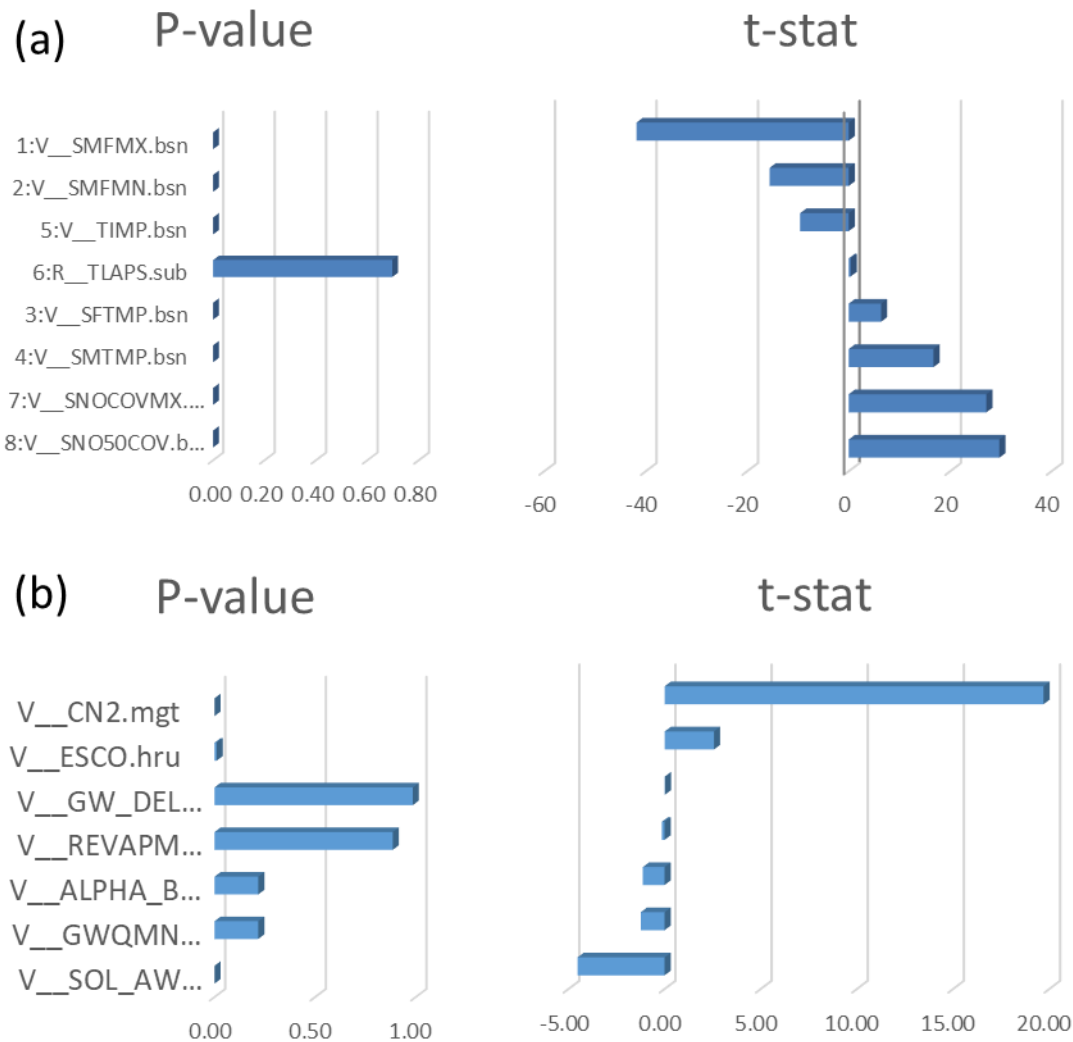 (a) P-value t-stat
1:V__SMFMX.bsn
2:V__SMFMN.bsn
5:V__TIMP.bsn
6:R__TLAPS.sub
3:V__SFTMP.bsn
4:V__SMTMP.bsn
7:V__SNOCOVMX....
8:V__SNO50COV.b...
0.00 0.20 0.40 0.60 0.80
-60 -40 -20 0 20 40
(b) P-value t-stat
V__CN2.mgt
V__ESCO.hru
V__GW_DEL...
V__REVAPM...
V__ALPHA_B...
V__GWQMN...
V__SOL_AW...
0.00 0.50 1.00
-5.00 0.00 5.00 10.00 15.00 20.00